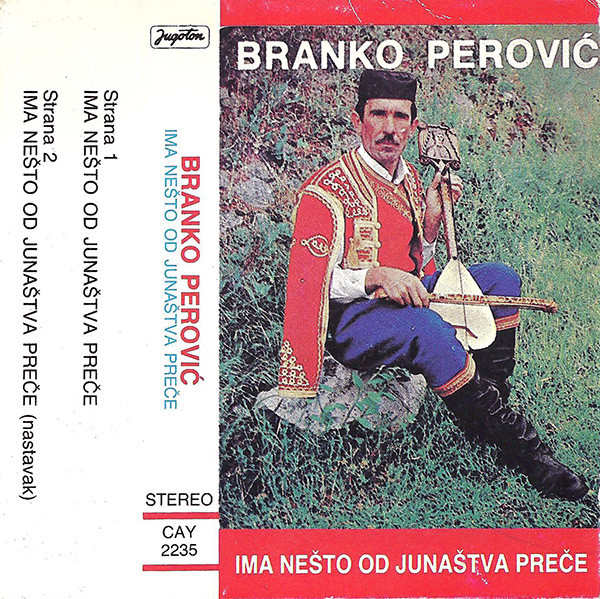 Jugoton
Strana 1
IMA NEŠTO OD JUNAŠTVA PREČE
Strana 2
IMA NEŠTO OD JUNAŠTVA PREČE (nastavak)
BRANKO PEROVIĆ
IMA NEŠTO OD JUNAŠTVA PREČE
STEREO
CAY
2235
BRANKO PEROVIĆ
IMA NEŠTO OD JUNAŠTVA PREČE